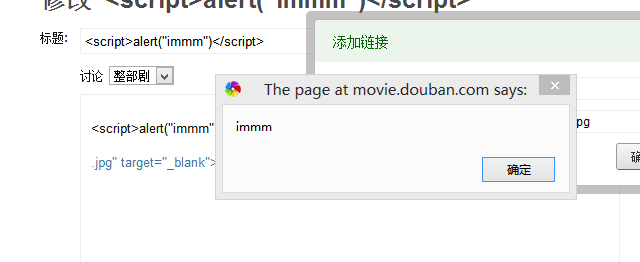 修改 "<script>alert("immm")</script>
标题:
<script>alert("immm")</script>
添加链接
讨论 整部剧
The page at movie.douban.com says:
immm
确定
<script>alert("immm"
.jpg" target="_blank">
pg